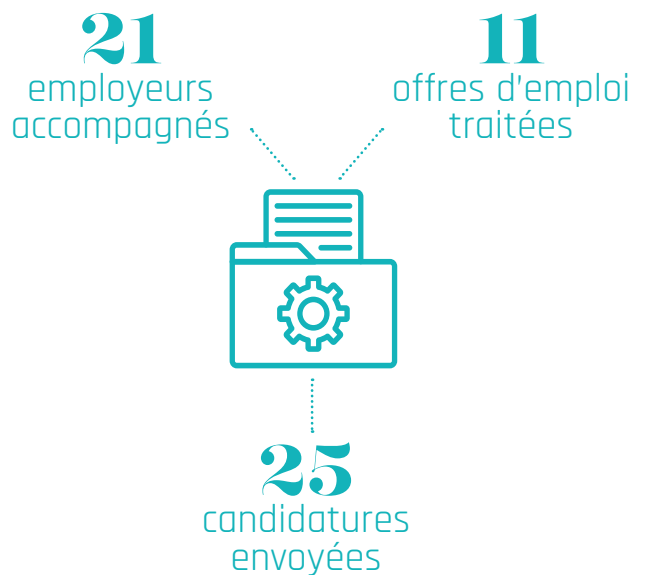 21
employeurs
accompagnés
11
offres d'emploi
traitées
25
candidatures
envoyées